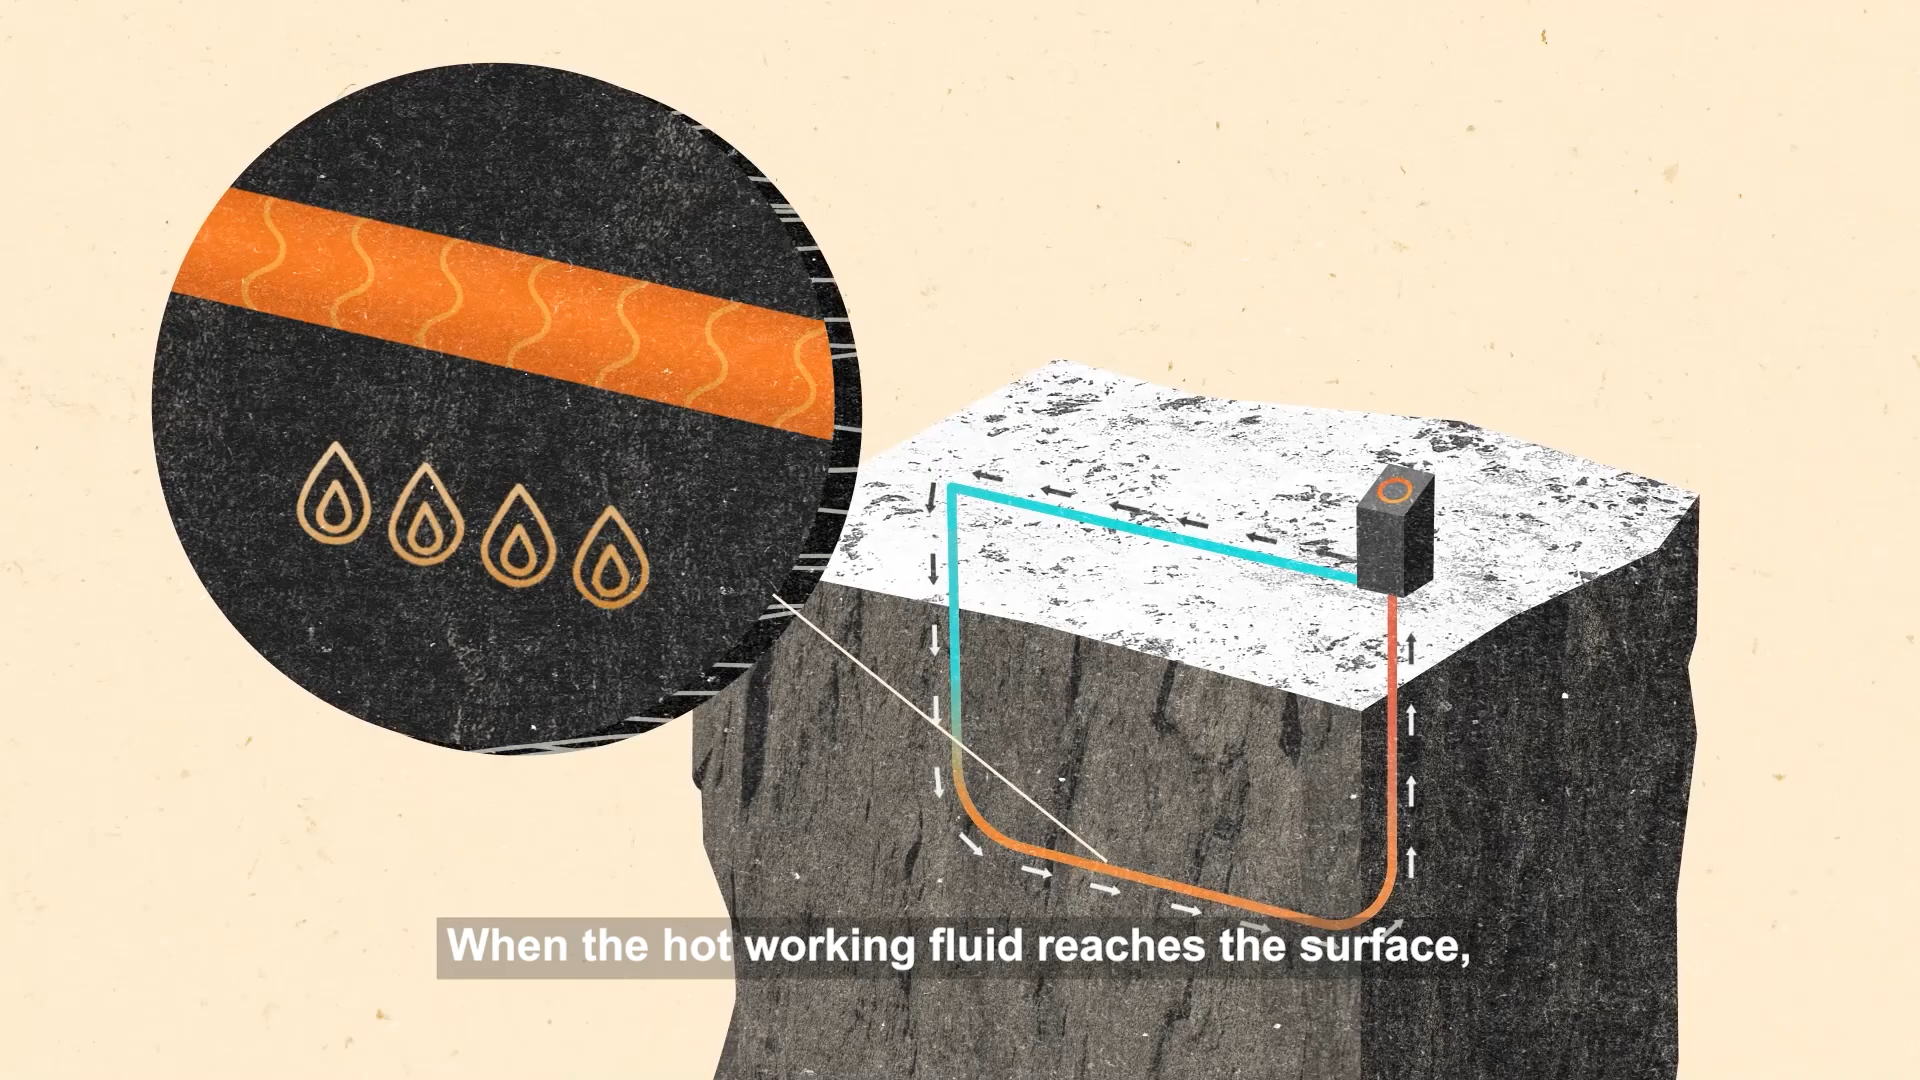 When the hot working fluid reaches the surface,